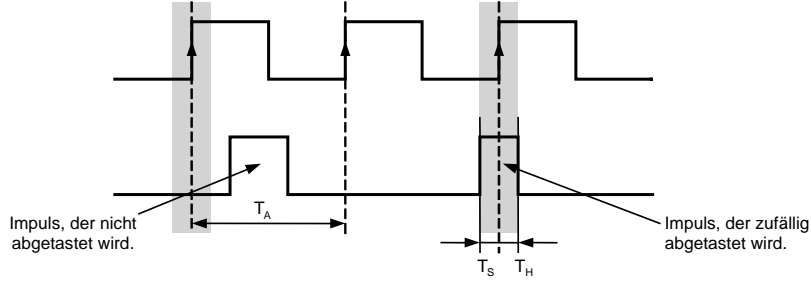 Impuls, der nicht
abgetastet wird.
T_A
Impuls, der zufällig
abgetastet wird.
T_S T_H